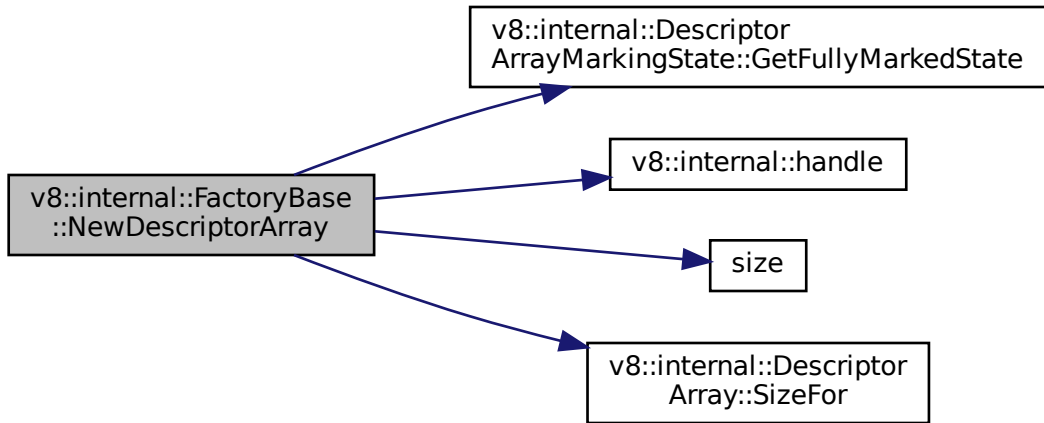 v8::internal::Descriptor
ArrayMarkingState::GetFullyMarkedState
v8::internal::handle
v8::internal::FactoryBase
::NewDescriptorArray
size
v8::internal::Descriptor
Array::SizeFor